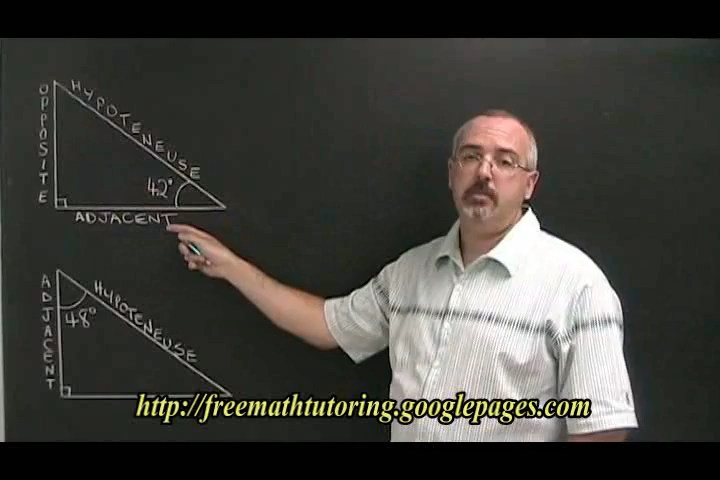 OPPOSITE
HYPOTENEUSE
42°
ADJACENT
ADJACENT
HYPOTENEUSE
48°
http://freemathtutoring.googlepages.com